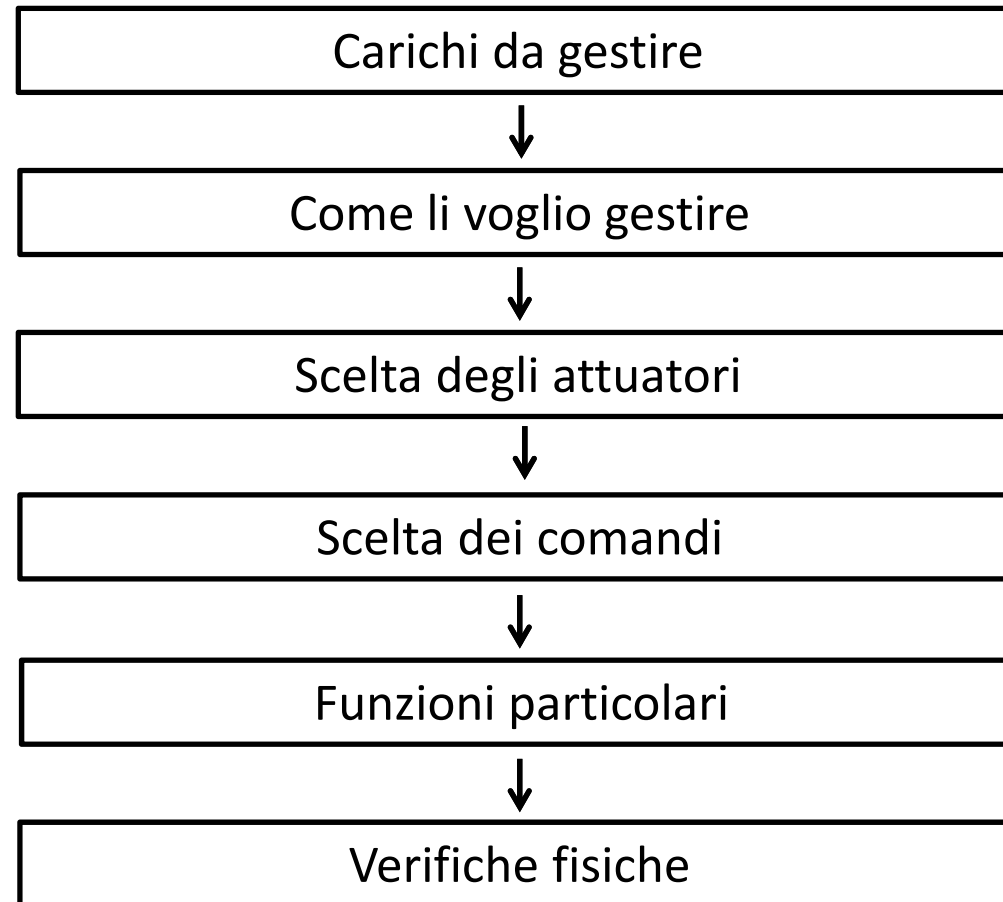 Carichi da gestire
Come li voglio gestire
Scelta degli attuatori
Scelta dei comandi
Funzioni particolari
Verifiche fisiche